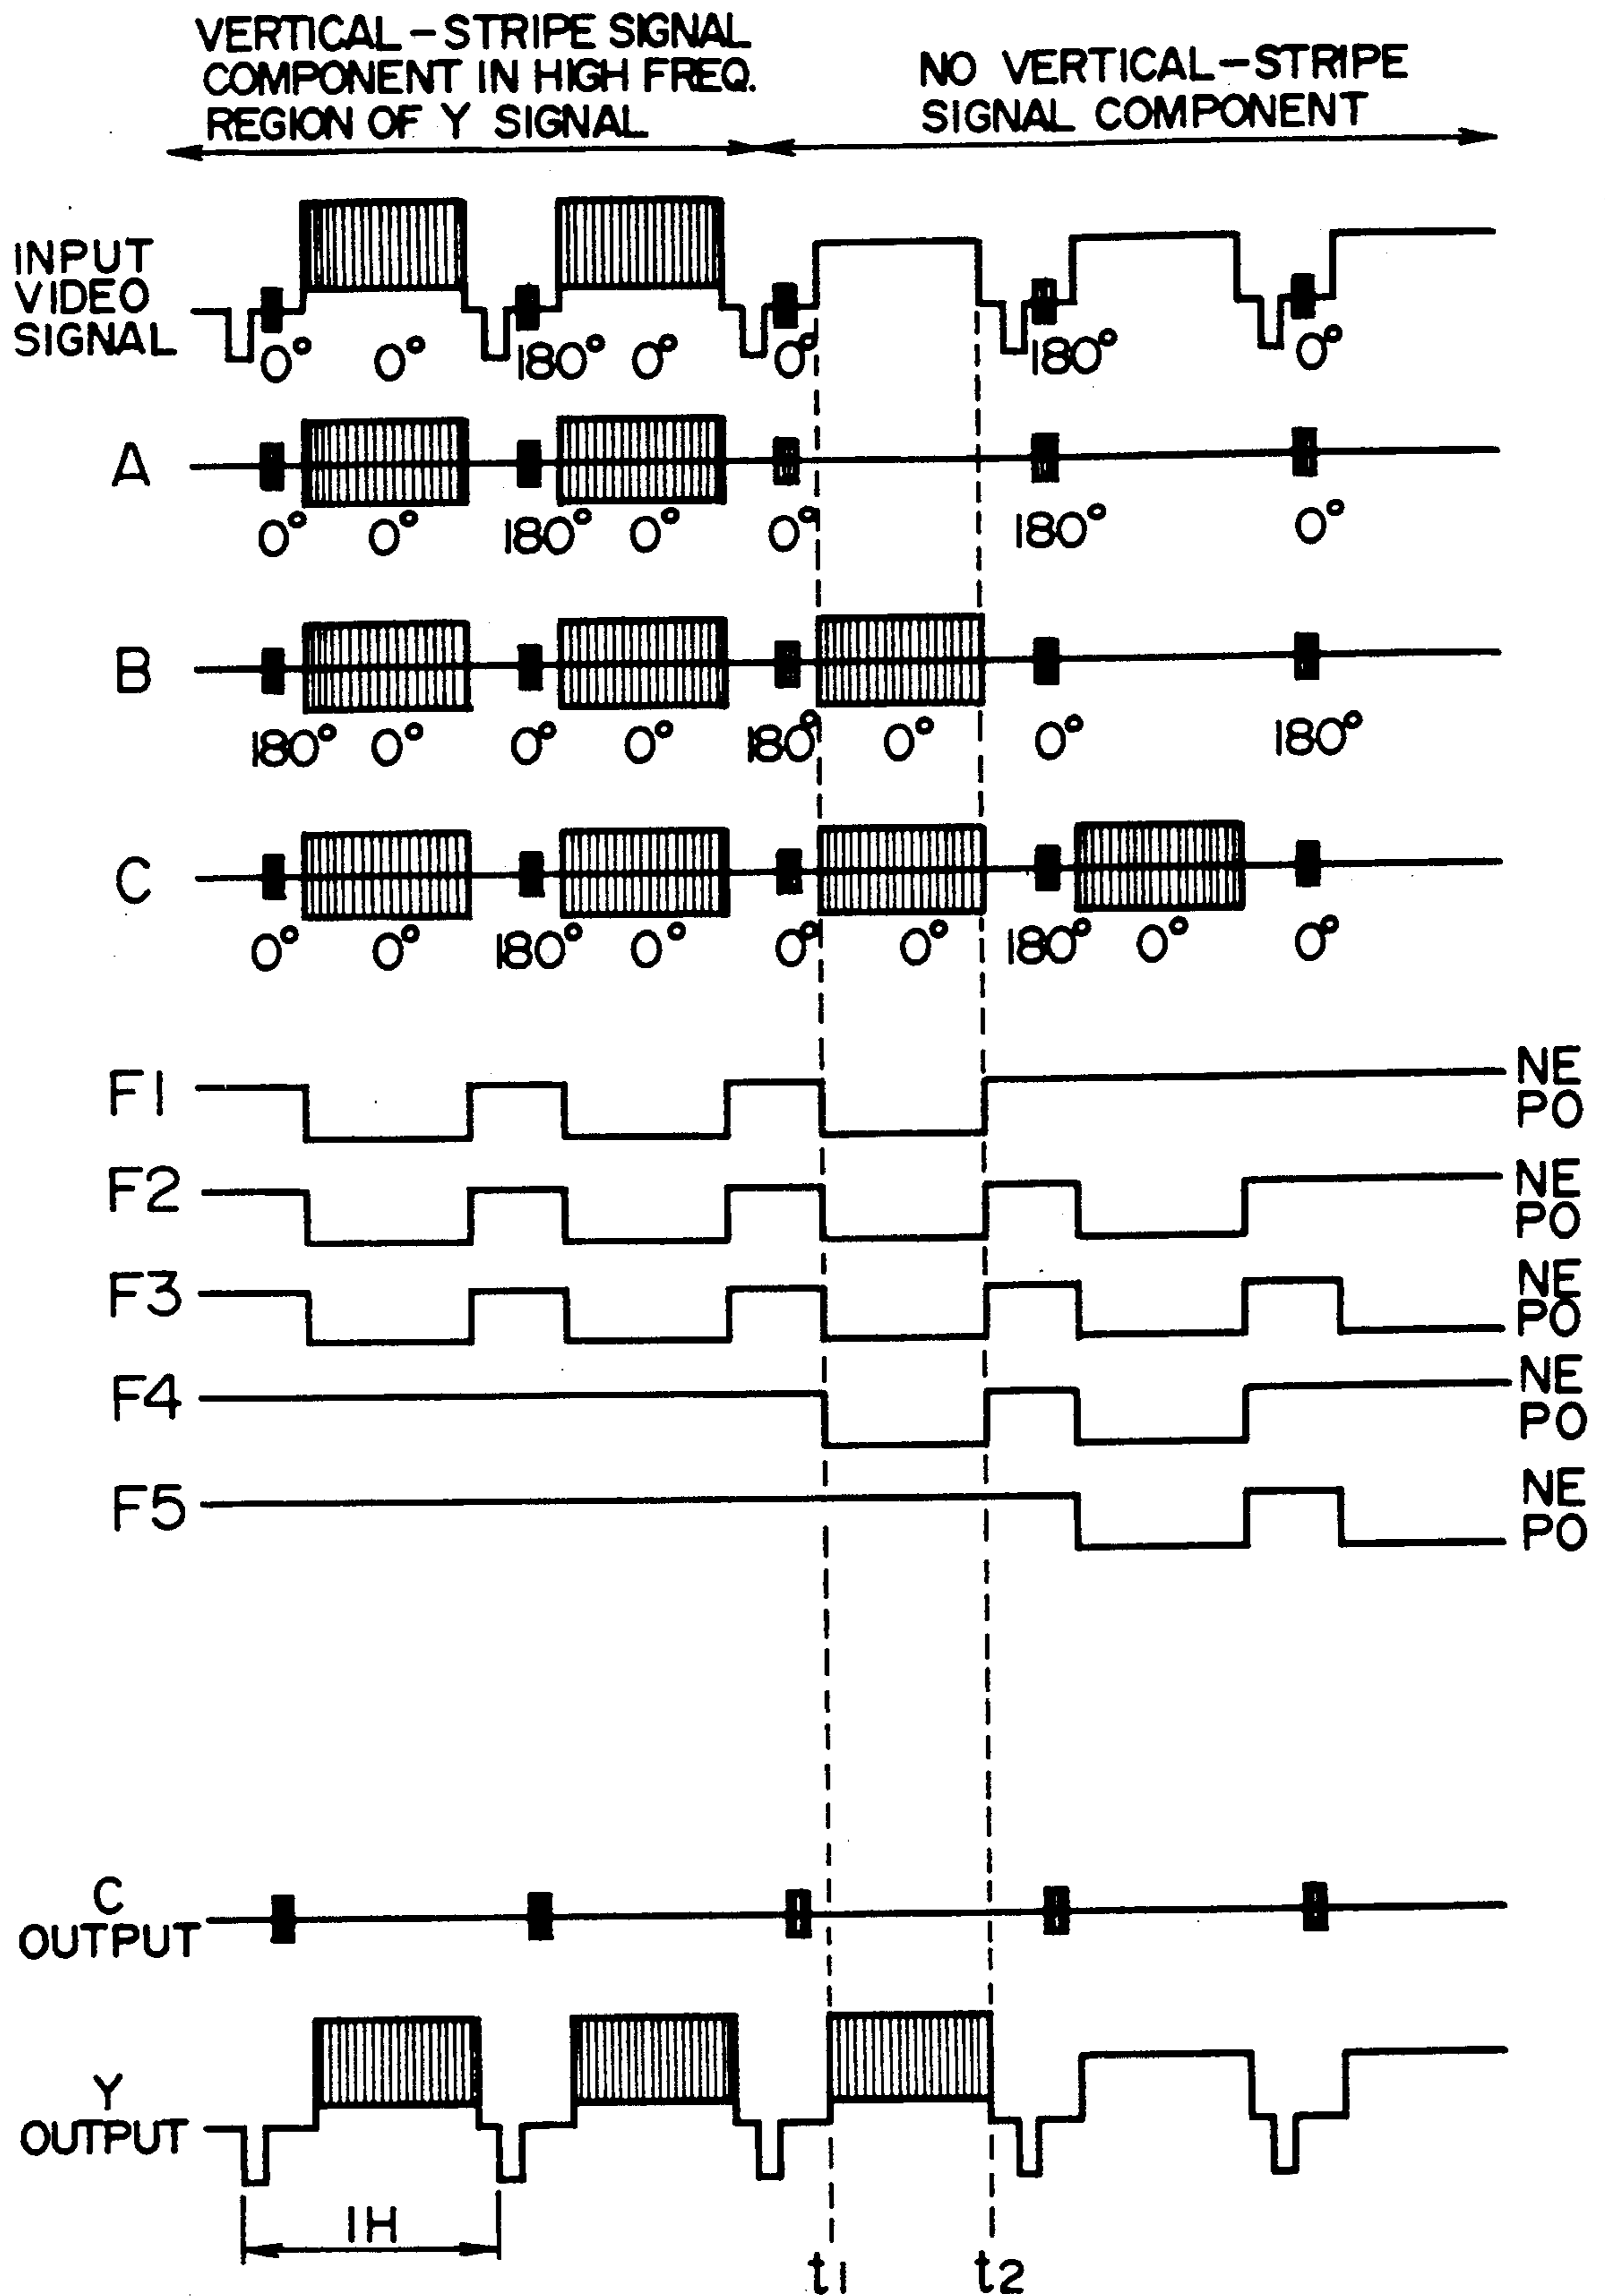 VERTICAL-STRIPE SIGNAL
COMPONENT IN HIGH FREQ.
REGION OF Y SIGNAL
NO VERTICAL-STRIPE
SIGNAL COMPONENT
INPUT
VIDEO
SIGNAL
0° 0° 180° 0° 0° 180° 0°
A
0° 0° 180° 0° 0° 180° 0°
B
180° 0° 0° 0° 180° 0° 0° 180°
C
0° 0° 180° 0° 0° 0° 180° 0° 0°
F1 NE
PO
F2 NE
PO
F3 NE
PO
F4 NE
PO
F5 NE
PO
C
OUTPUT
Y
OUTPUT
1H
t1 t2